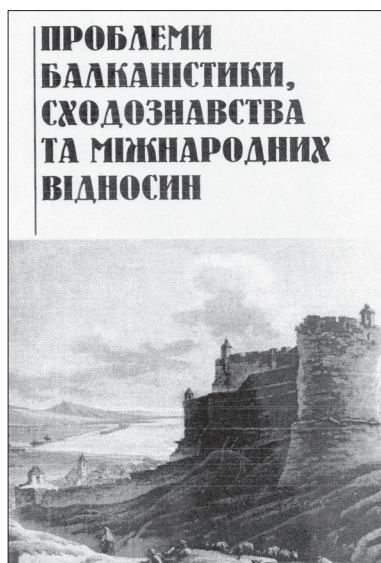 ПРОБЛЕМИ
БАЛКАНІСТИКИ,
СХОДОЗНАВСТВА
ТА МІЖНАРОДНИХ
ВІДНОСИН